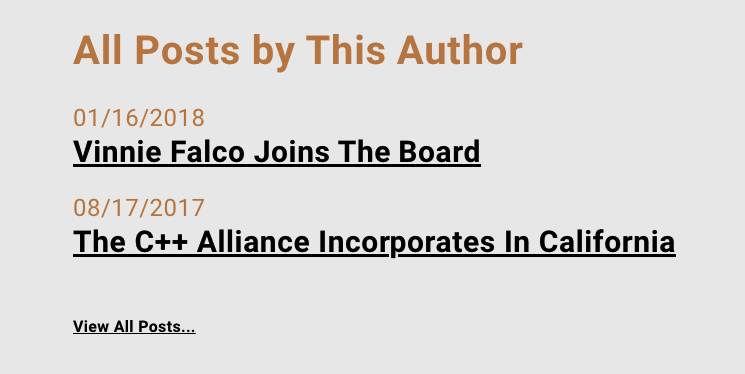 All Posts by This Author
01/16/2018
Vinnie Falco Joins The Board
08/17/2017
The C++ Alliance Incorporates In California
View All Posts...